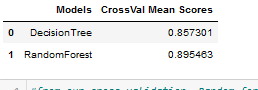 Models CrossVal Mean Scores
0 DecisionTree 0.857301
1 RandomForest 0.895463